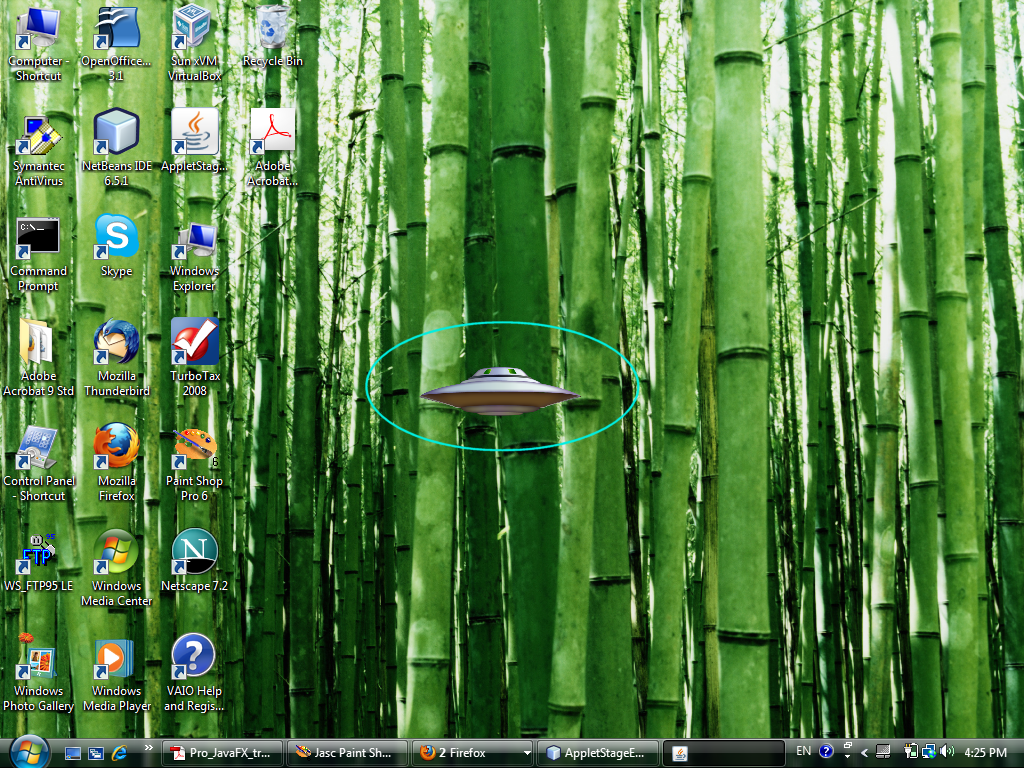 Computer -
Shortcut
OpenOffice...
3.1
Sun xVM
VirtualBox
Recycle Bin
Symantec
AntiVirus
NetBeans IDE
6.5.1
AppletStag...
Adobe
Acrobat...
C:\_
Command
Prompt
S
Skype
Windows
Explorer
Adobe
Acrobat 9 Std
Mozilla
Thunderbird
TurboTax
2008
Control Panel
- Shortcut
Mozilla
Firefox
6
Paint Shop
Pro 6
95
FTP
WS_FTP95 LE
Windows
Media Center
N
Netscape 7.2
Windows
Photo Gallery
Windows
Media Player
?
VAIO Help
and Regis...
»
Pro_JavaFX_tr...
Jasc Paint Sh...
2 Firefox
AppletStageE...
EN
?
<
4:25 PM